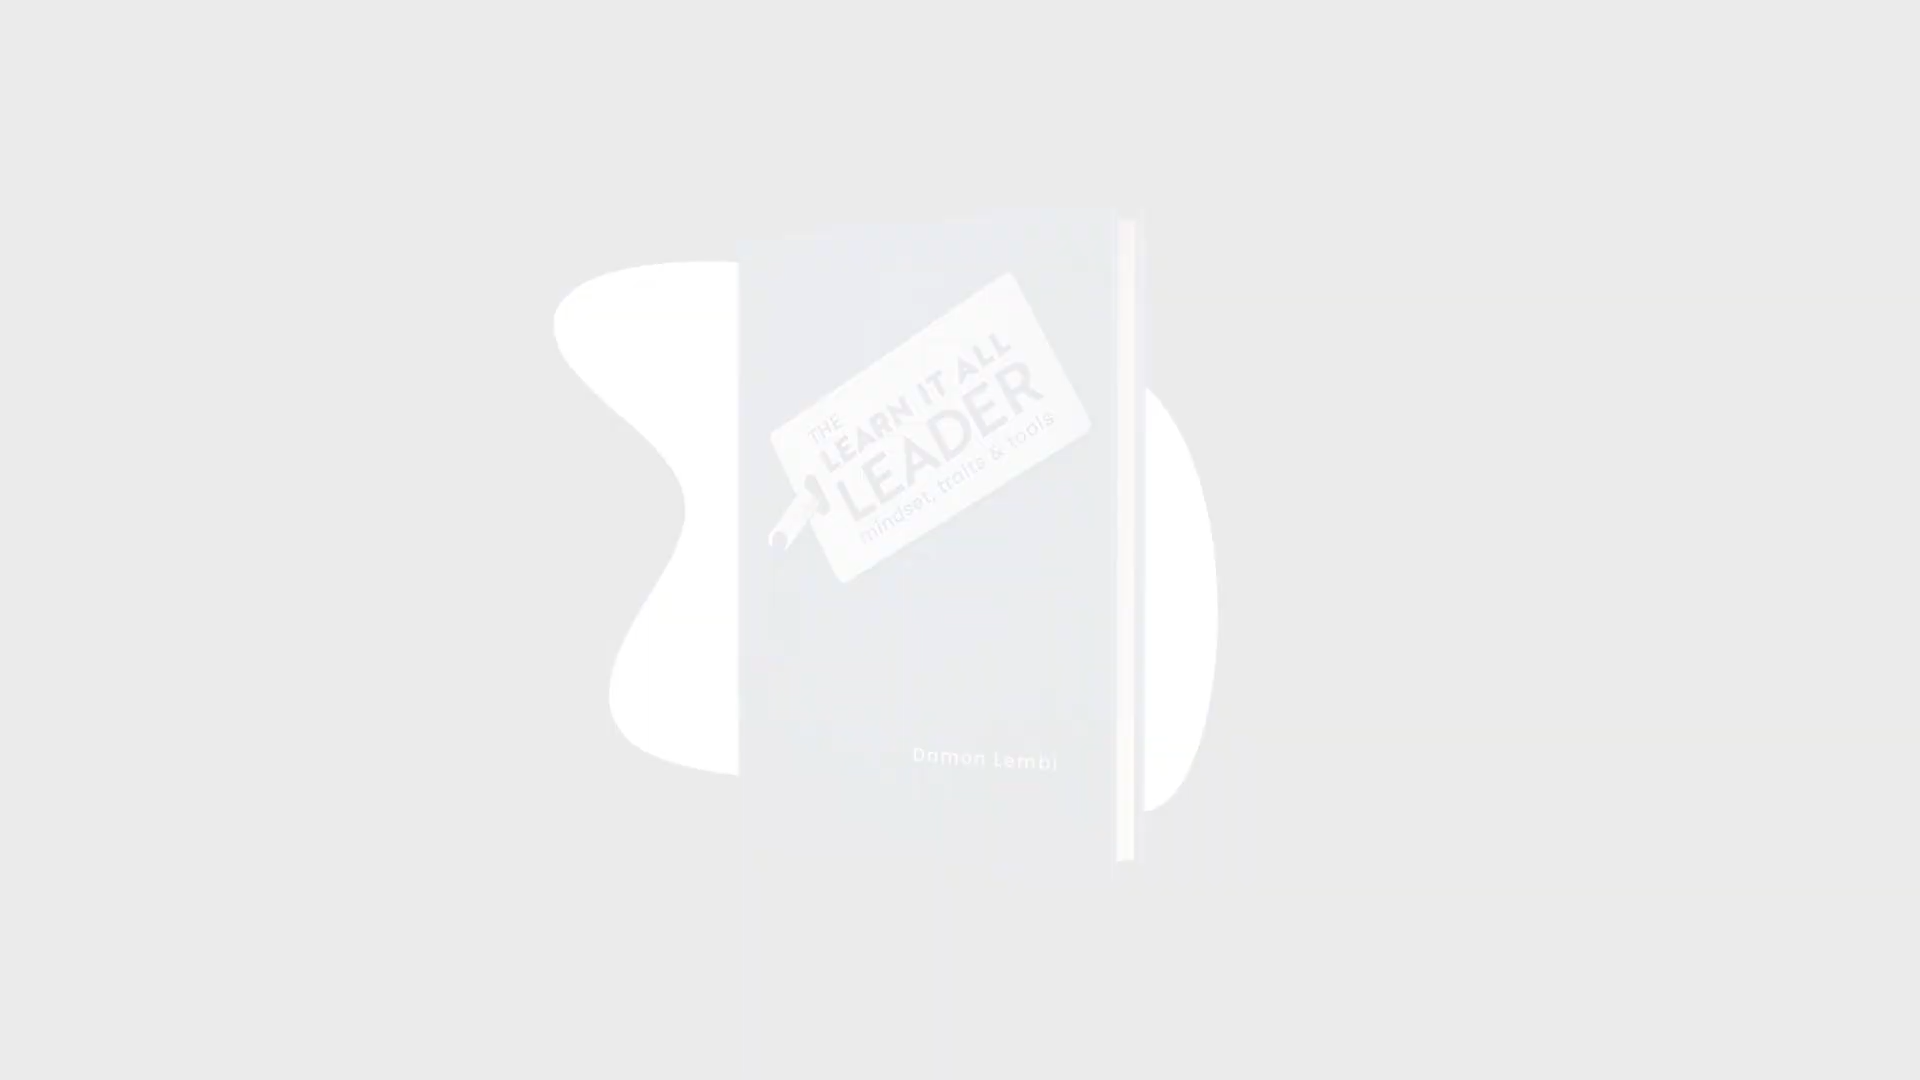 THE
LEARN IT ALL
LEADER
mindset, traits & tools
Damon Lembi